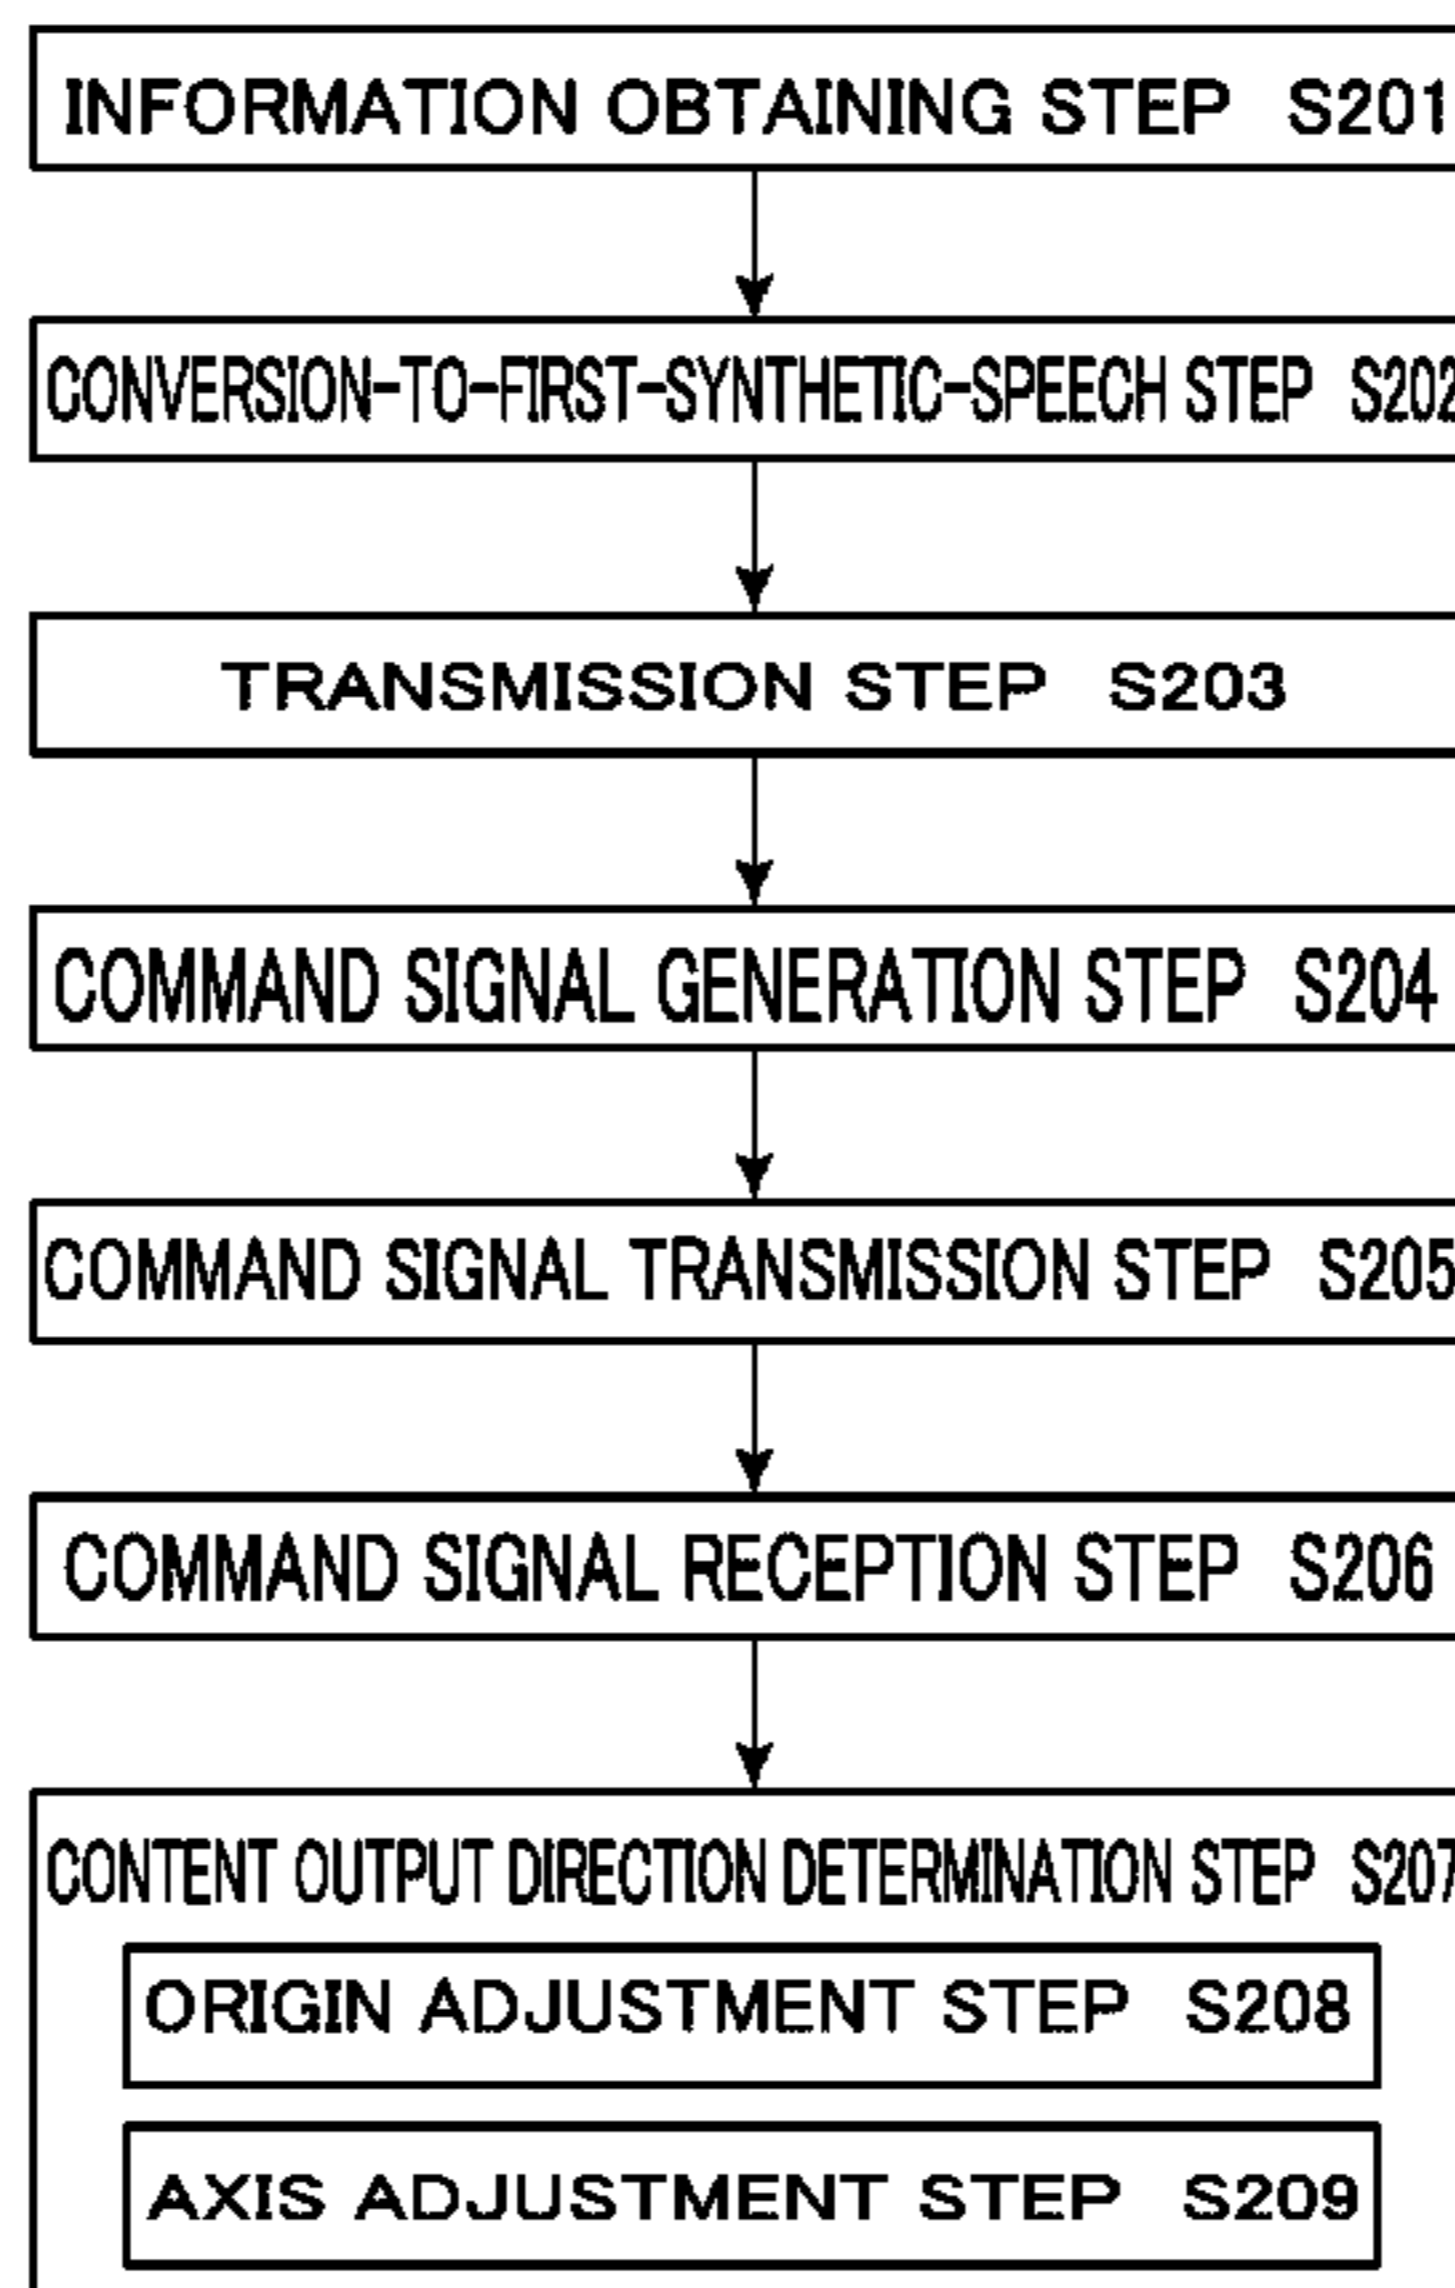 INFORMATION OBTAINING STEP S201
CONVERSION-TO-FIRST-SYNTHETIC-SPEECH STEP S202
TRANSMISSION STEP S203
COMMAND SIGNAL GENERATION STEP S204
COMMAND SIGNAL TRANSMISSION STEP S205
COMMAND SIGNAL RECEPTION STEP S206
CONTENT OUTPUT DIRECTION DETERMINATION STEP S207
ORIGIN ADJUSTMENT STEP S208
AXIS ADJUSTMENT STEP S209